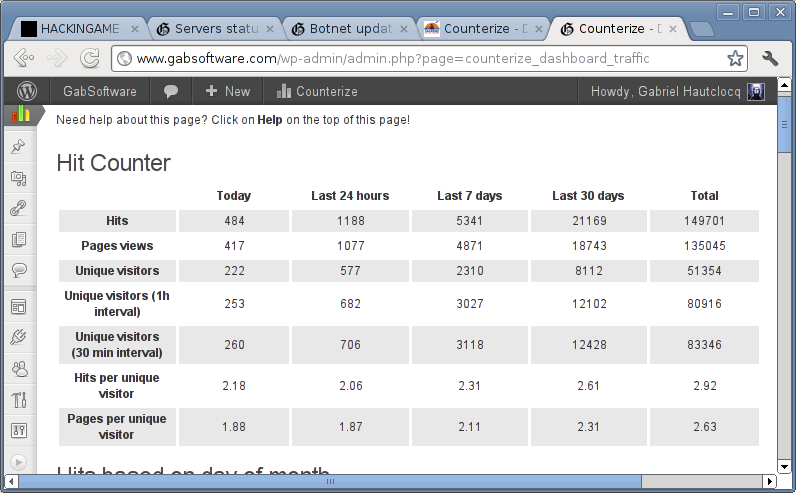 HACKINGAME
Servers statu
Botnet updat
Counterize - D
Counterize - D
www.gabsoftware.com/wp-admin/admin.php?page=counterize_dashboard_traffic
GabSoftware
New
Counterize
Howdy, Gabriel Hautclocq
Need help about this page? Click on Help on the top of this page!
Hit Counter
Today Last 24 hours Last 7 days Last 30 days Total
Hits 484 1188 5341 21169 149701
Pages views 417 1077 4871 18743 135045
Unique visitors 222 577 2310 8112 51354
Unique visitors (1h
interval) 253 682 3027 12102 80916
Unique visitors
(30 min interval) 260 706 3118 12428 83346
Hits per unique
visitor 2.18 2.06 2.31 2.61 2.92
Pages per unique
visitor 1.88 1.87 2.11 2.31 2.63
Hits based on day of month